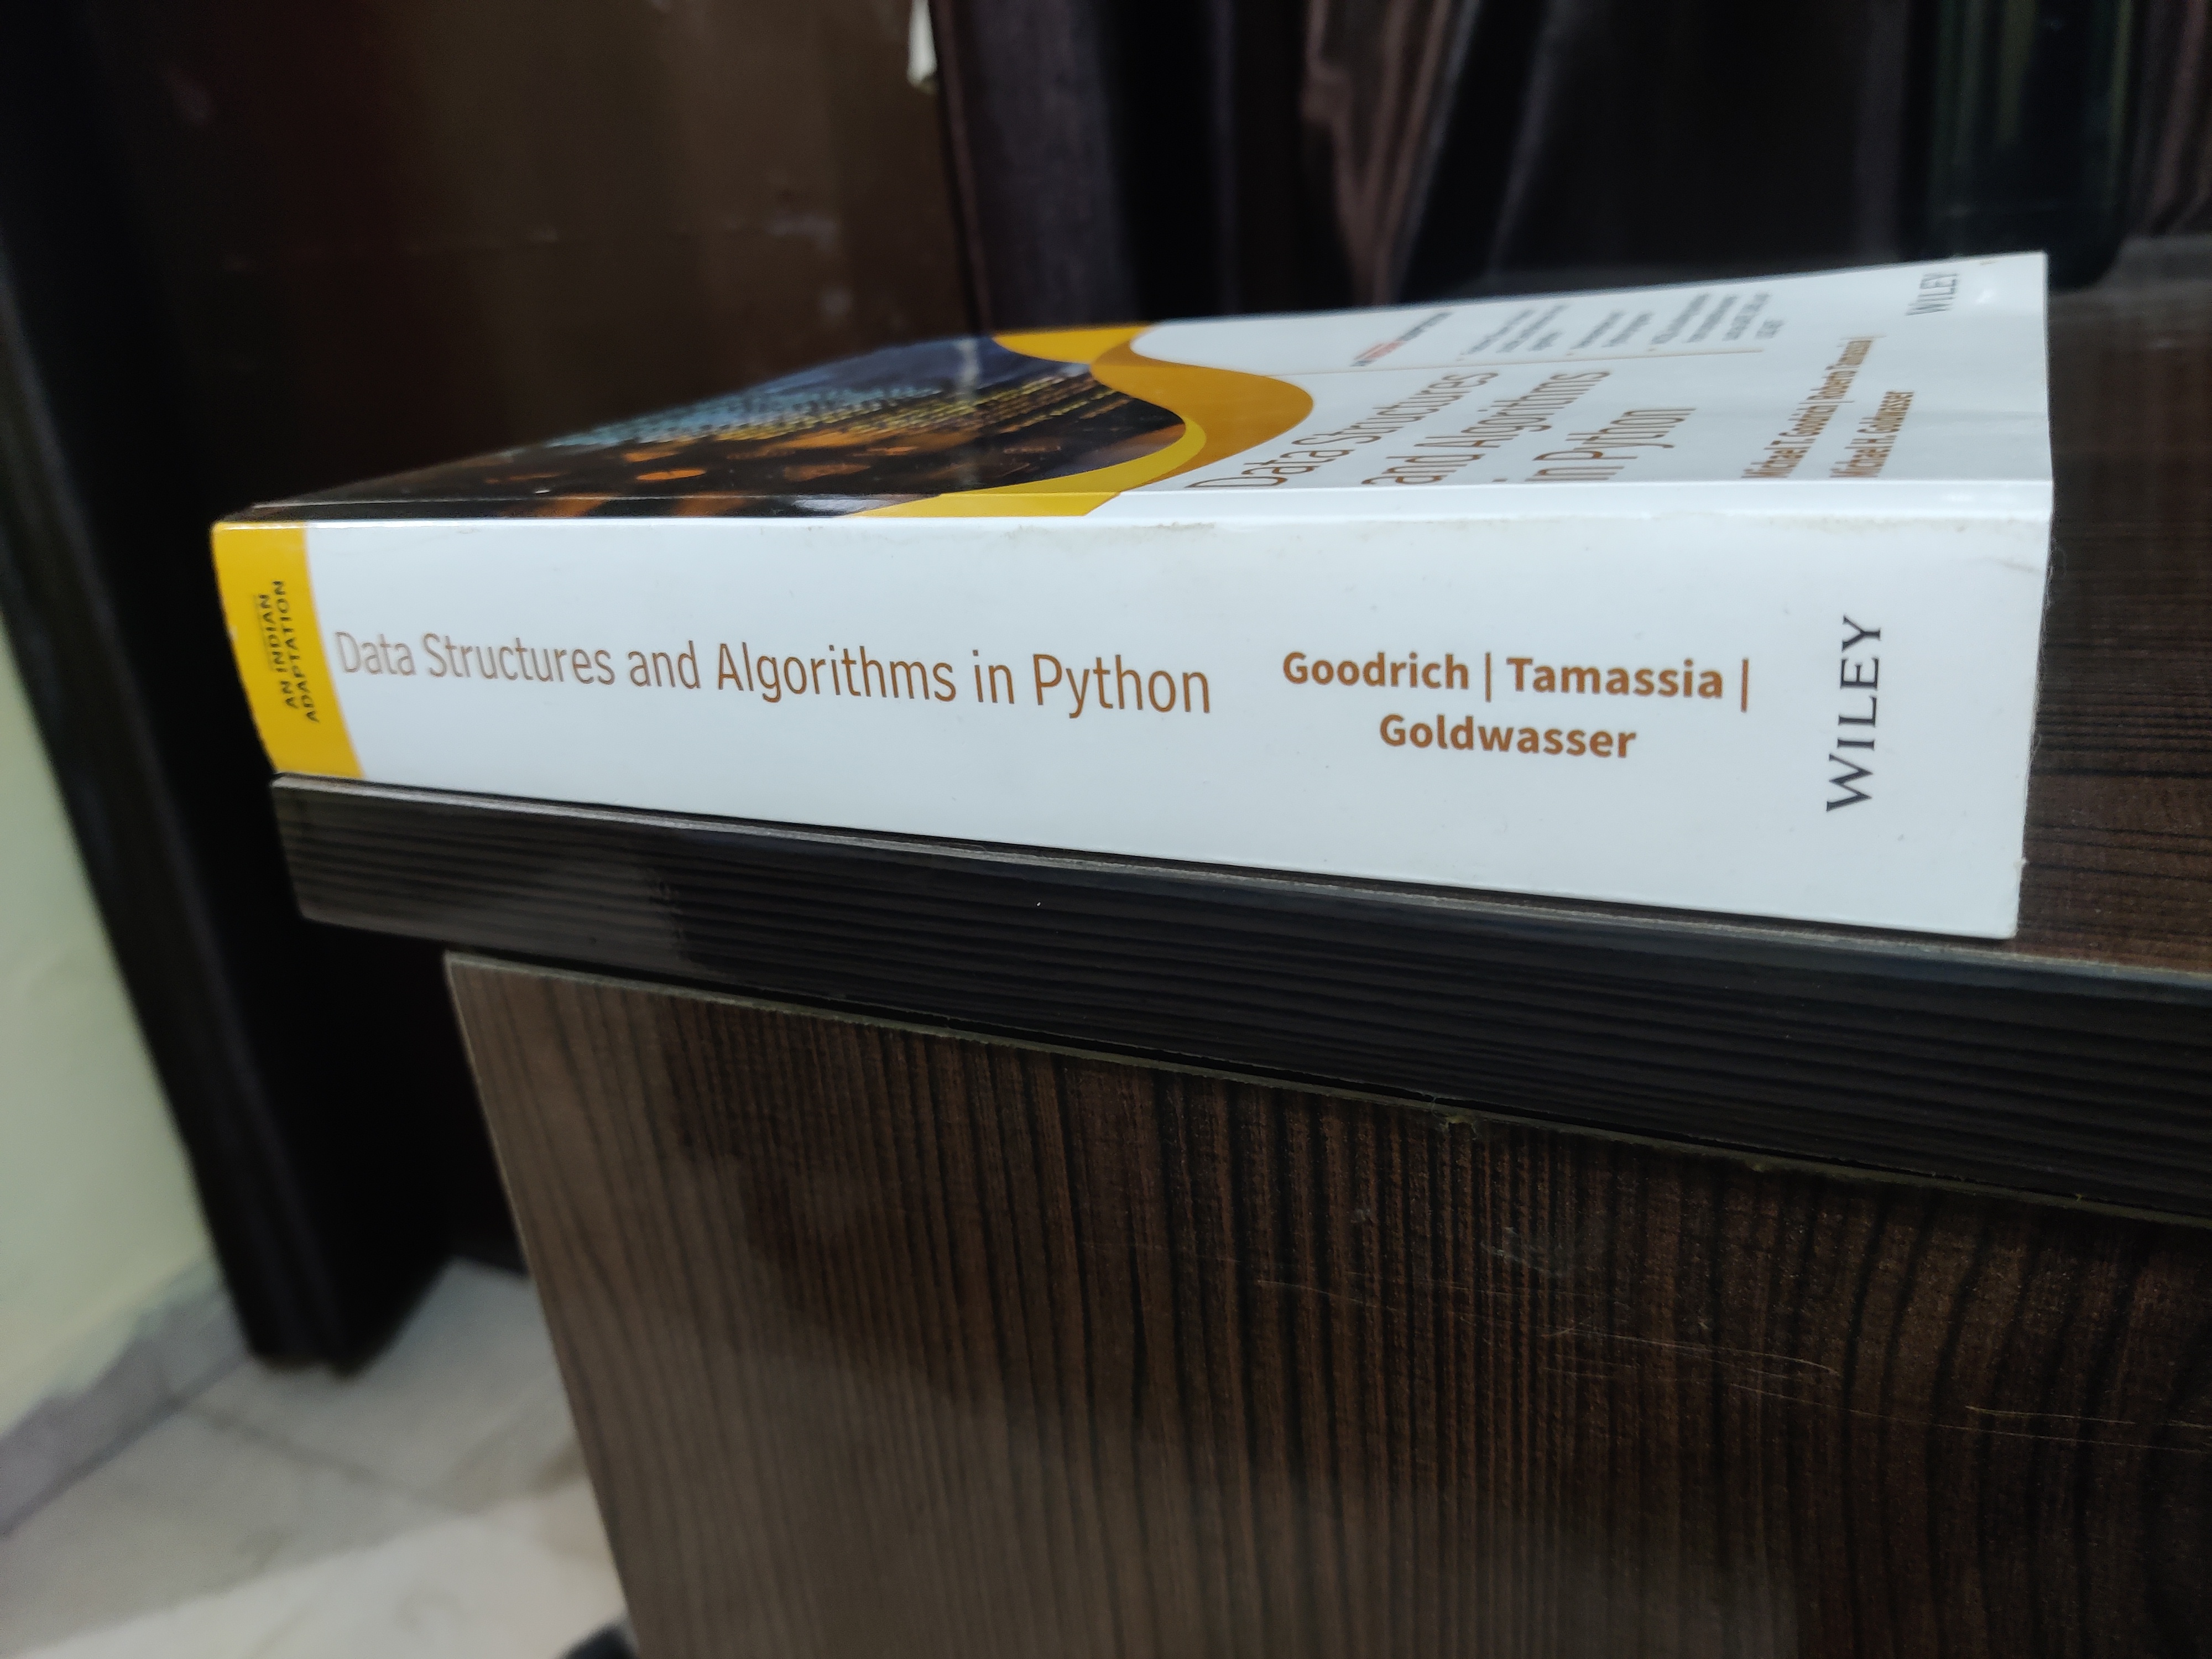 AN INDIAN
ADAPTATION
Data Structures and Algorithms in Python
Goodrich | Tamassia |
Goldwasser
WILEY
Data Structures
and Algorithms
in Python
Michael T. Goodrich | Roberto Tamassia |
Michael H. Goldwasser
WILEY